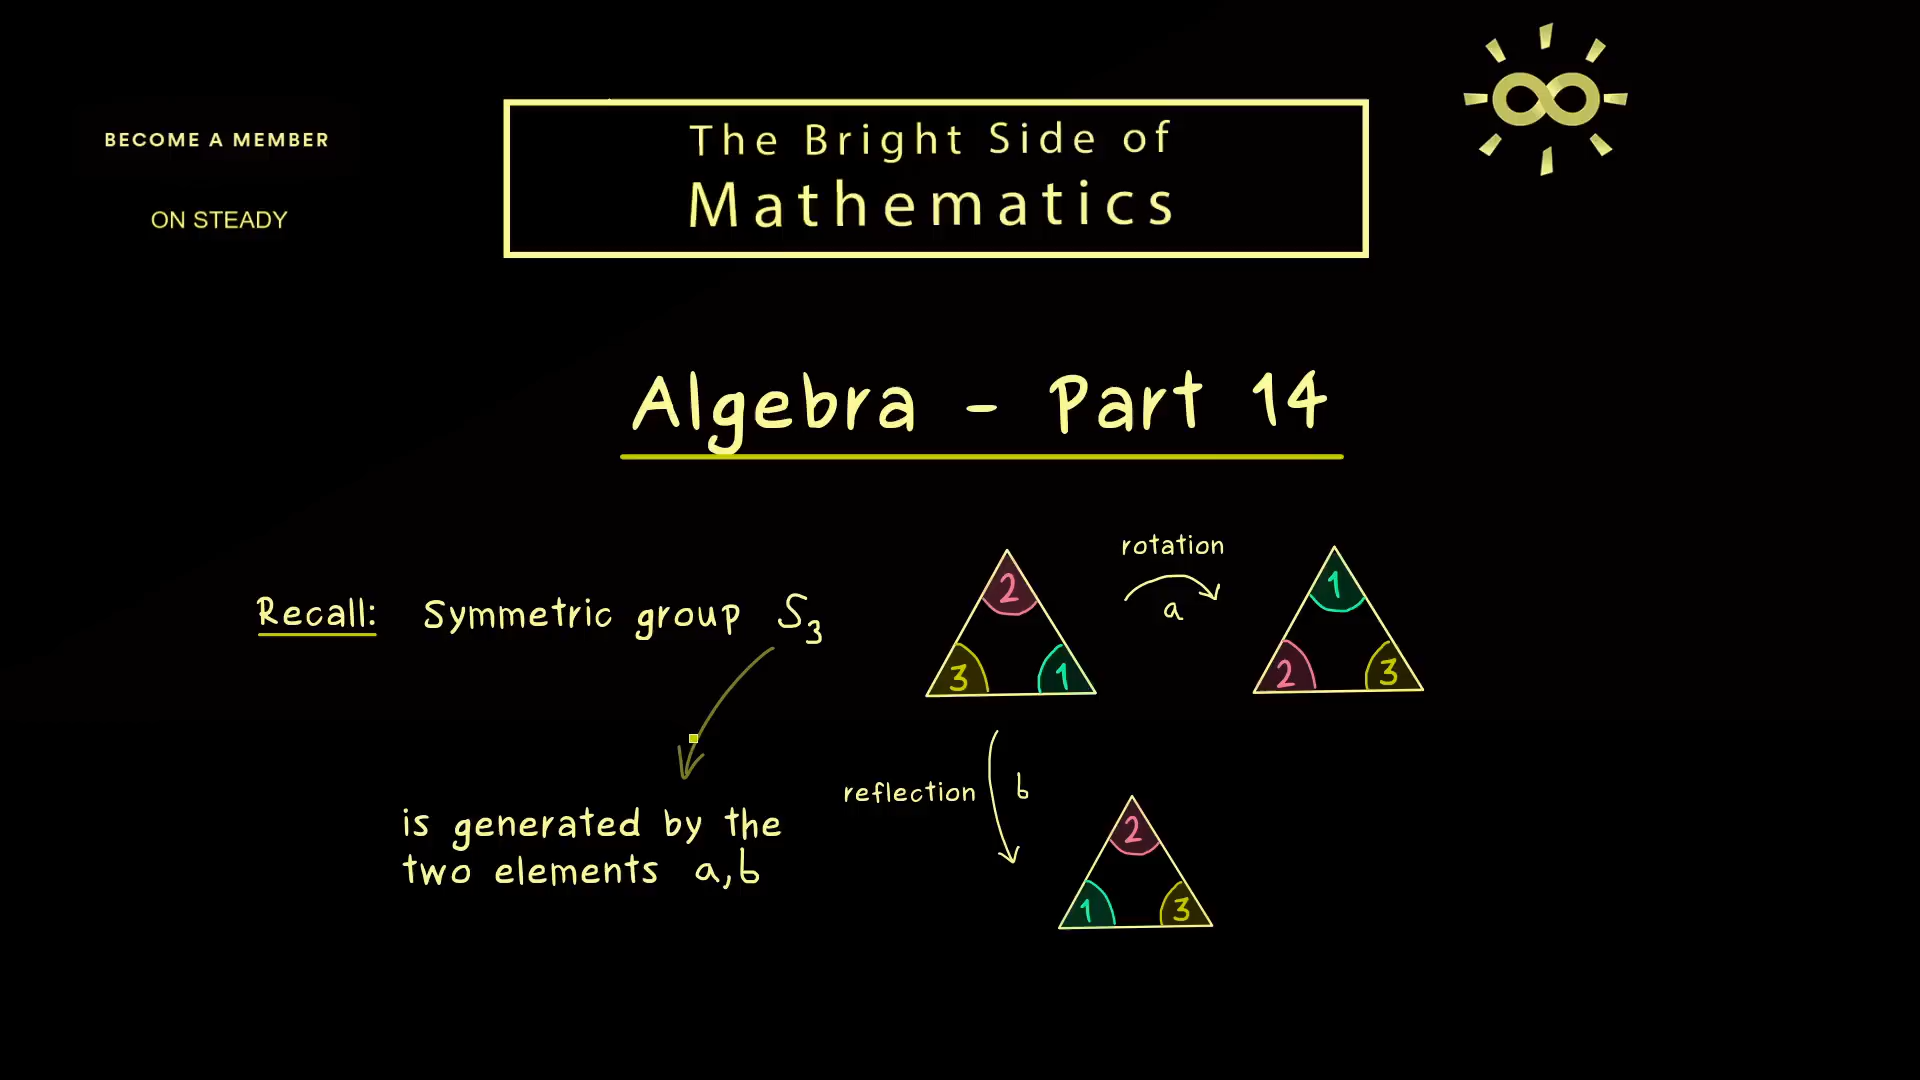 BECOME A MEMBER
ON STEADY
The Bright Side of
Mathematics
Algebra - Part 14
Recall: Symmetric group S₃
is generated by the
two elements a,b
2
3 1
rotation
a
1
2 3
reflection b
2
1 3